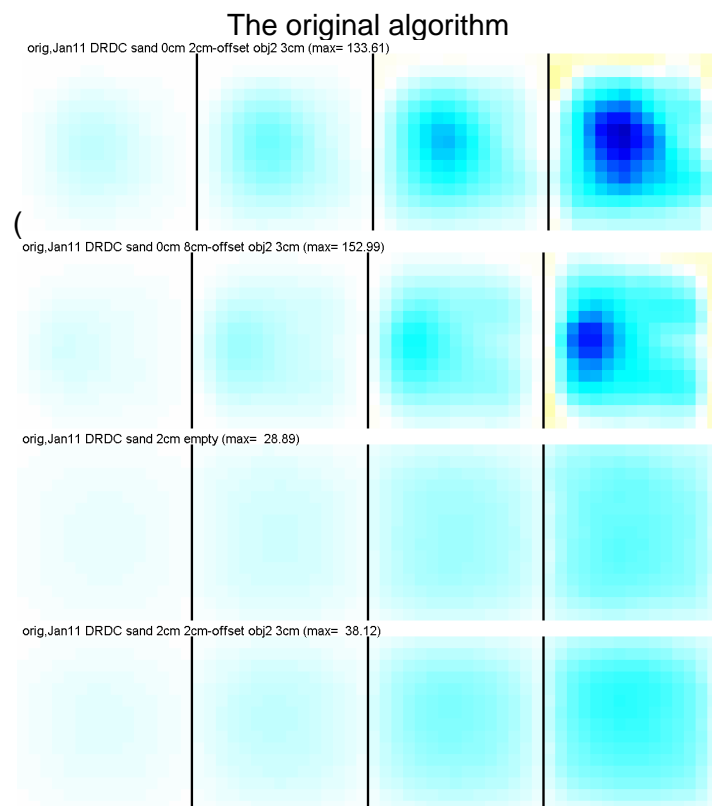 The original algorithm
orig,Jan11 DRDC sand 0cm 2cm-offset obj2 3cm (max= 133.61)
(
orig,Jan11 DRDC sand 0cm 8cm-offset obj2 3cm (max= 152.99)
orig,Jan11 DRDC sand 2cm empty (max=  28.89)
orig,Jan11 DRDC sand 2cm 2cm-offset obj2 3cm (max=  38.12)